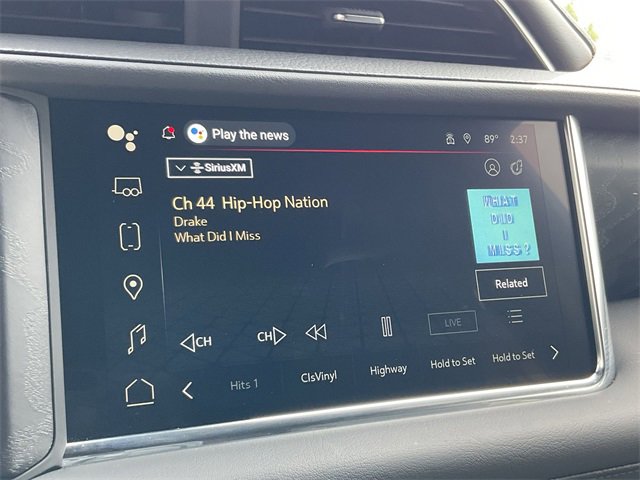 Play the news
89° 2:37
SiriusXM
Ch 44 Hip-Hop Nation
Drake
What Did I Miss
WHAT
DID
I
MISS?
Related
CH
CH
LIVE
Hits 1
ClsVinyl
Highway
Hold to Set
Hold to Set